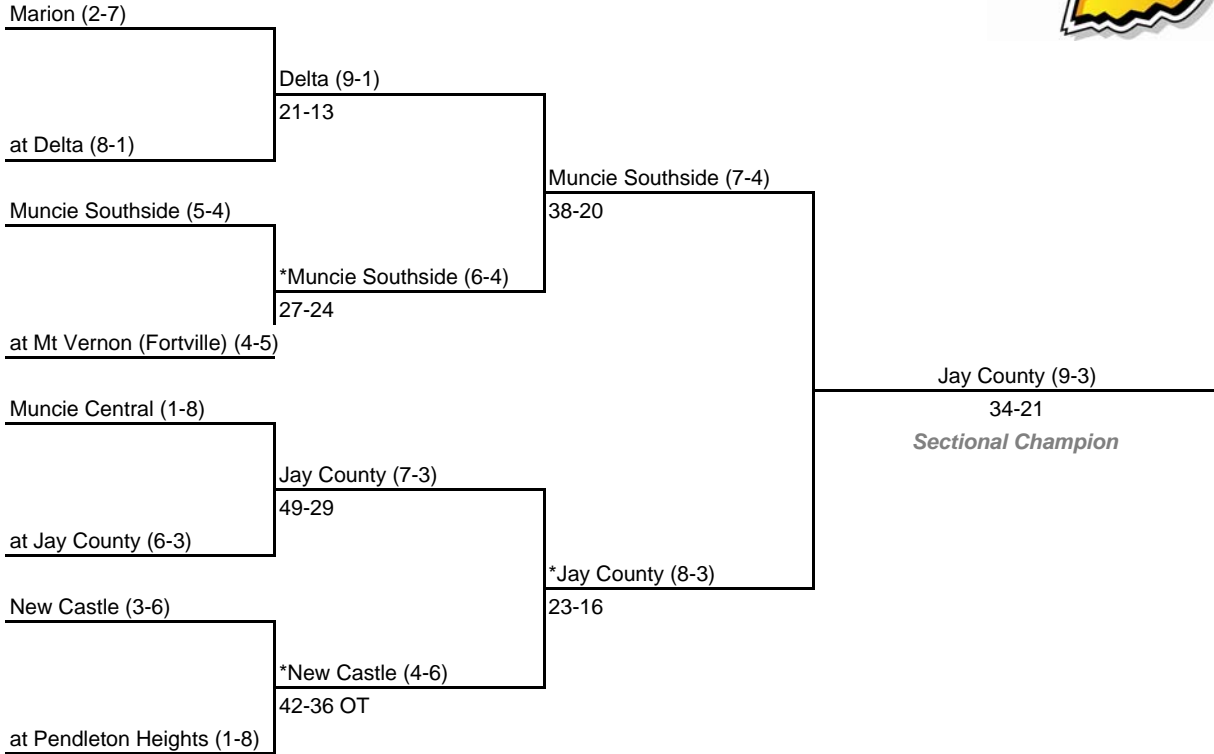 Marion (2-7)
Delta (9-1)
21-13
at Delta (8-1)
Muncie Southside (7-4)
38-20
Muncie Southside (5-4)
*Muncie Southside (6-4)
27-24
at Mt Vernon (Fortville) (4-5)
Jay County (9-3)
34-21
Sectional Champion
Muncie Central (1-8)
Jay County (7-3)
49-29
at Jay County (6-3)
*Jay County (8-3)
23-16
New Castle (3-6)
*New Castle (4-6)
42-36 OT
at Pendleton Heights (1-8)